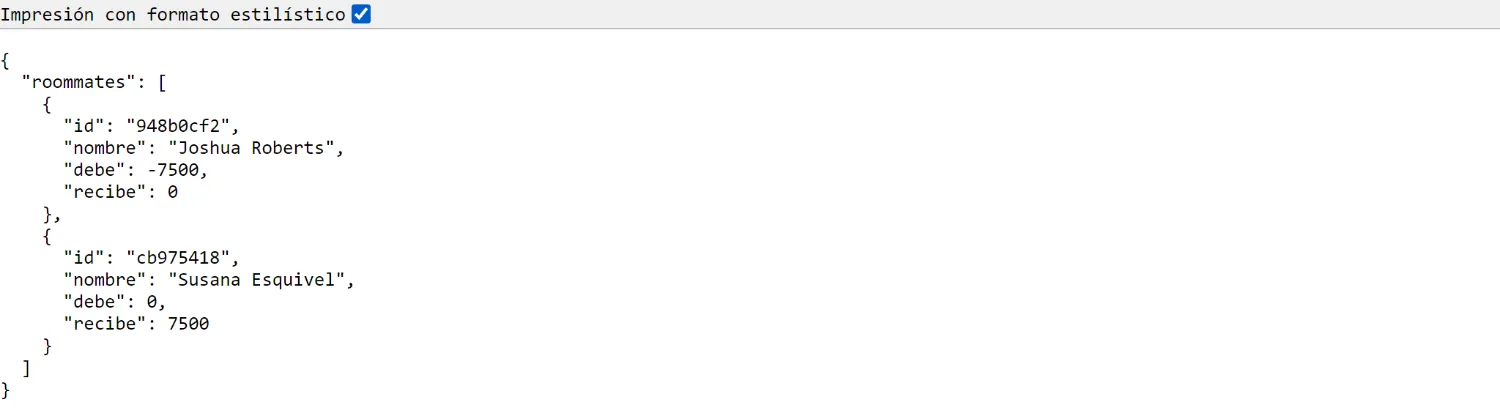 Impresión con formato estilístico
{
  "roommates": [
    {
      "id": "948b0cf2",
      "nombre": "Joshua Roberts",
      "debe": -7500,
      "recibe": 0
    },
    {
      "id": "cb975418",
      "nombre": "Susana Esquivel",
      "debe": 0,
      "recibe": 7500
    }
  ]
}